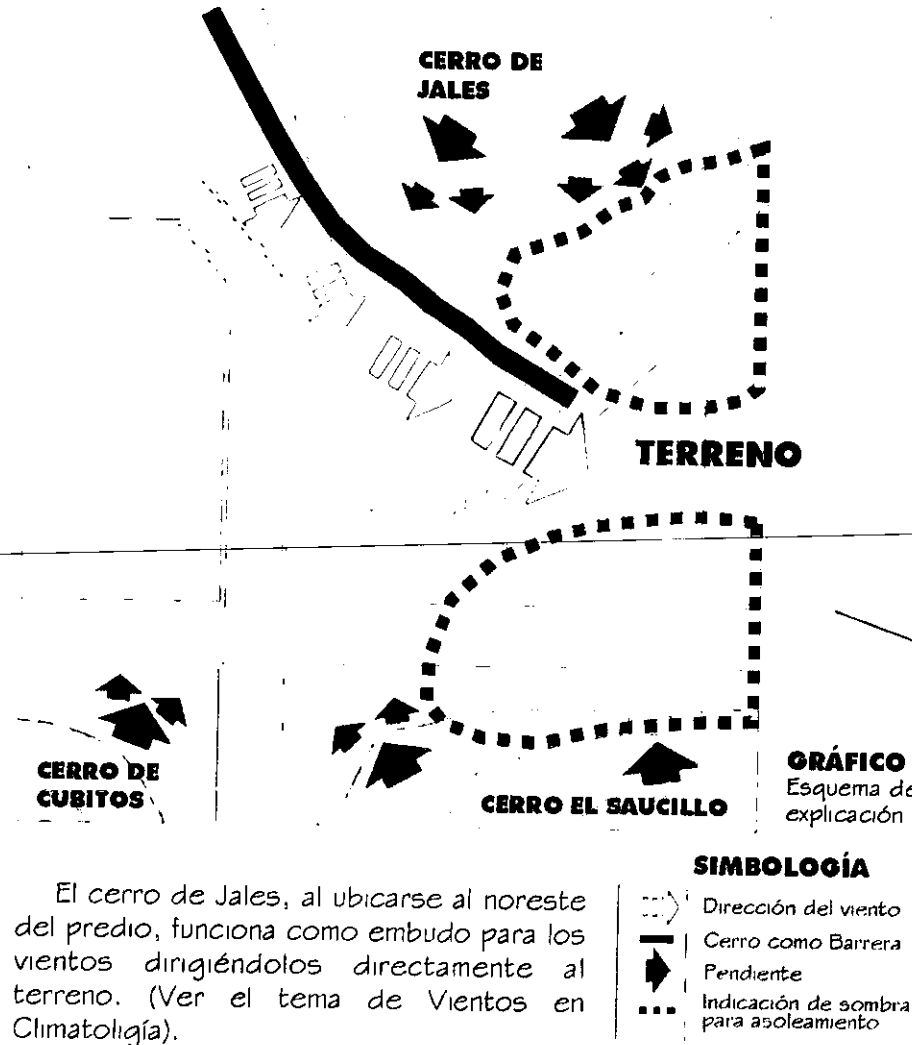 CERRO DE
JALES
TERRENO
CERRO DE
CUBITOS
CERRO EL SAUCILLO
GRÁFICO
Esquema de
explicación
SIMBOLOGÍA
Dirección del viento
Cerro como Barrera
Pendiente
Indicación de sombra
para asoleamiento
El cerro de Jales, al ubicarse al noreste
del predio, funciona como embudo para los
vientos dirigiéndolos directamente al
terreno. (Ver el tema de Vientos en
Climatoligía).